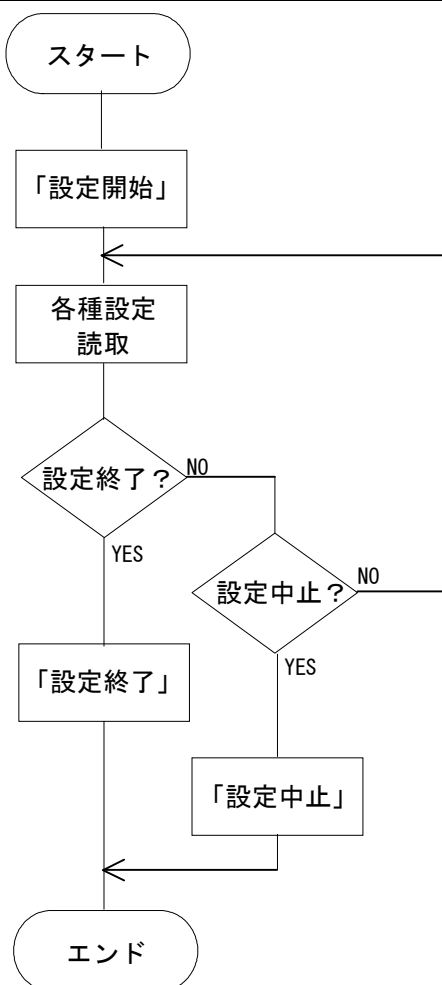 スタート
「設定開始」
各種設定
読取
設定終了？
NO
YES
設定中止？
NO
YES
「設定終了」
「設定中止」
エンド